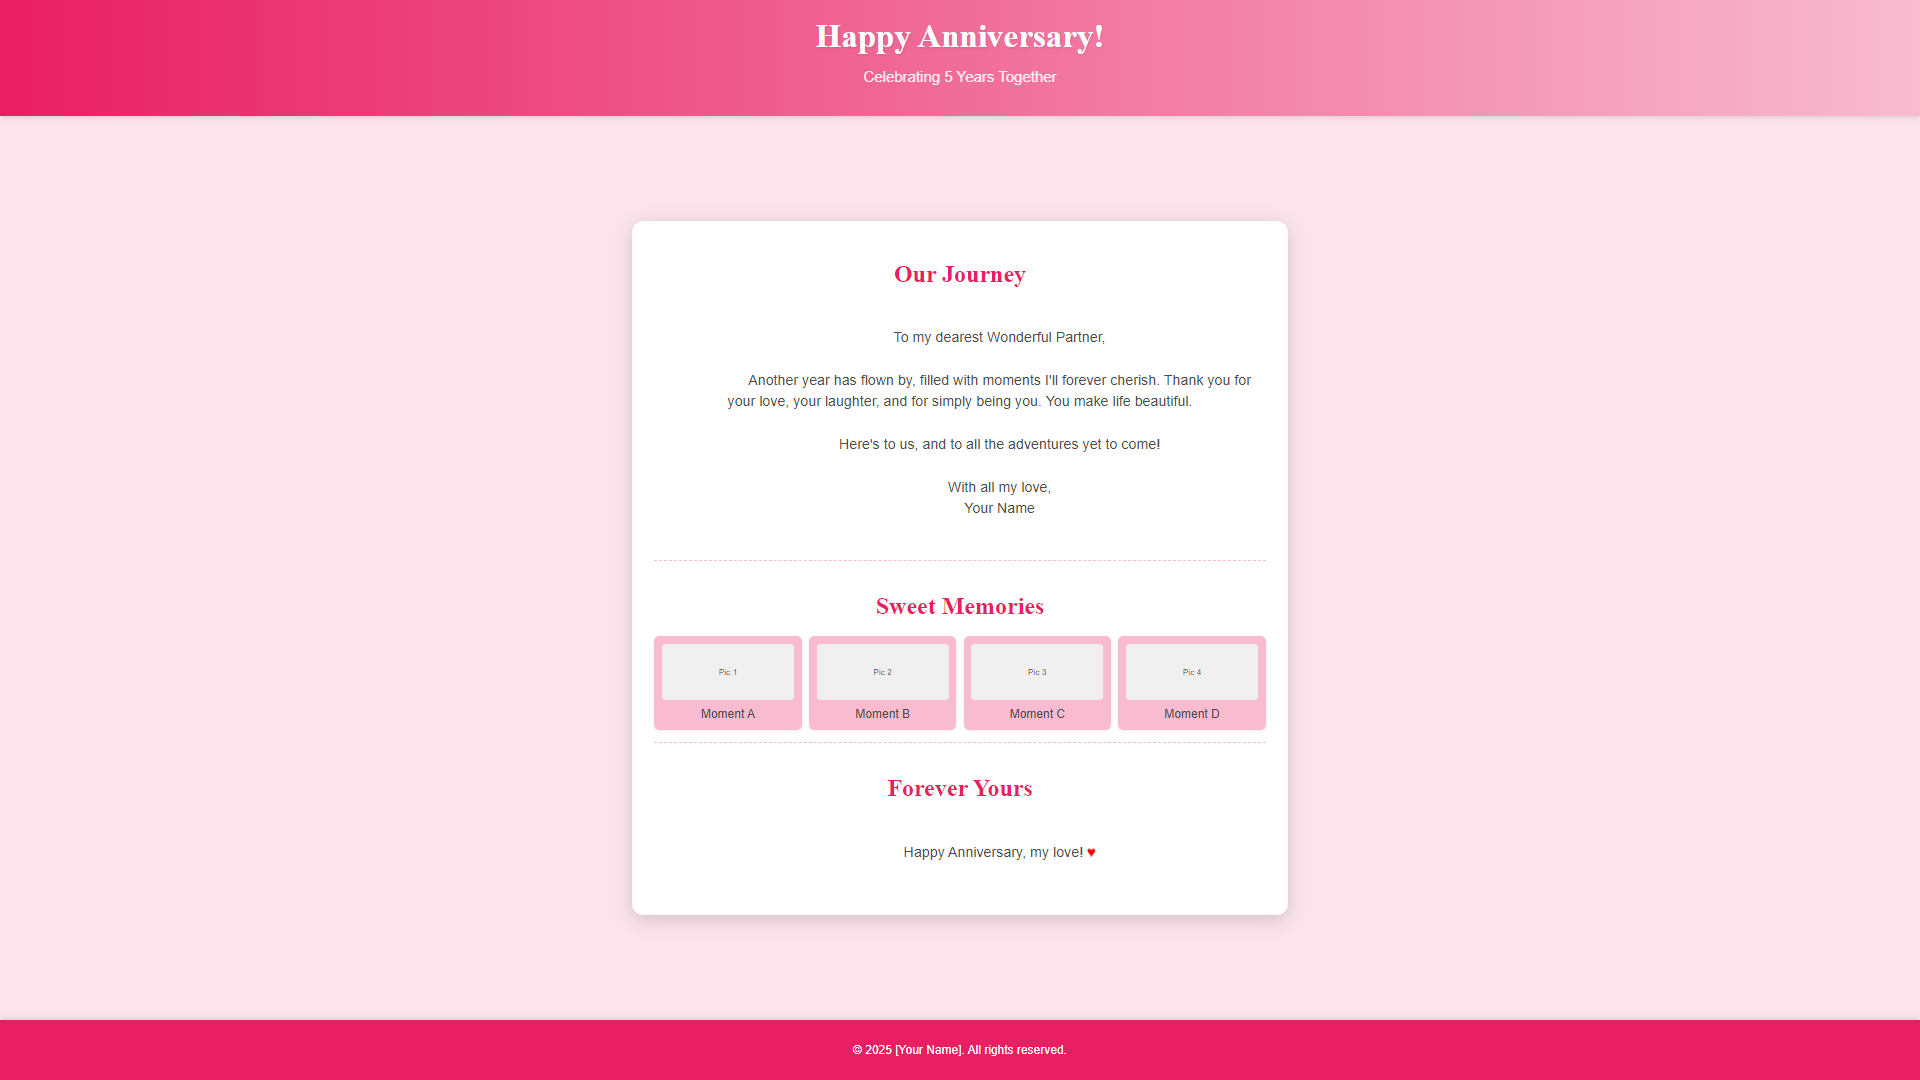 Happy Anniversary!
Celebrating 5 Years Together
Our Journey
To my dearest Wonderful Partner,
Another year has flown by, filled with moments I'll forever cherish. Thank you for
your love, your laughter, and for simply being you. You make life beautiful.
Here's to us, and to all the adventures yet to come!
With all my love,
Your Name
Sweet Memories
Pic 1
Moment A
Pic 2
Moment B
Pic 3
Moment C
Pic 4
Moment D
Forever Yours
Happy Anniversary, my love! ♥
© 2025 [Your Name]. All rights reserved.